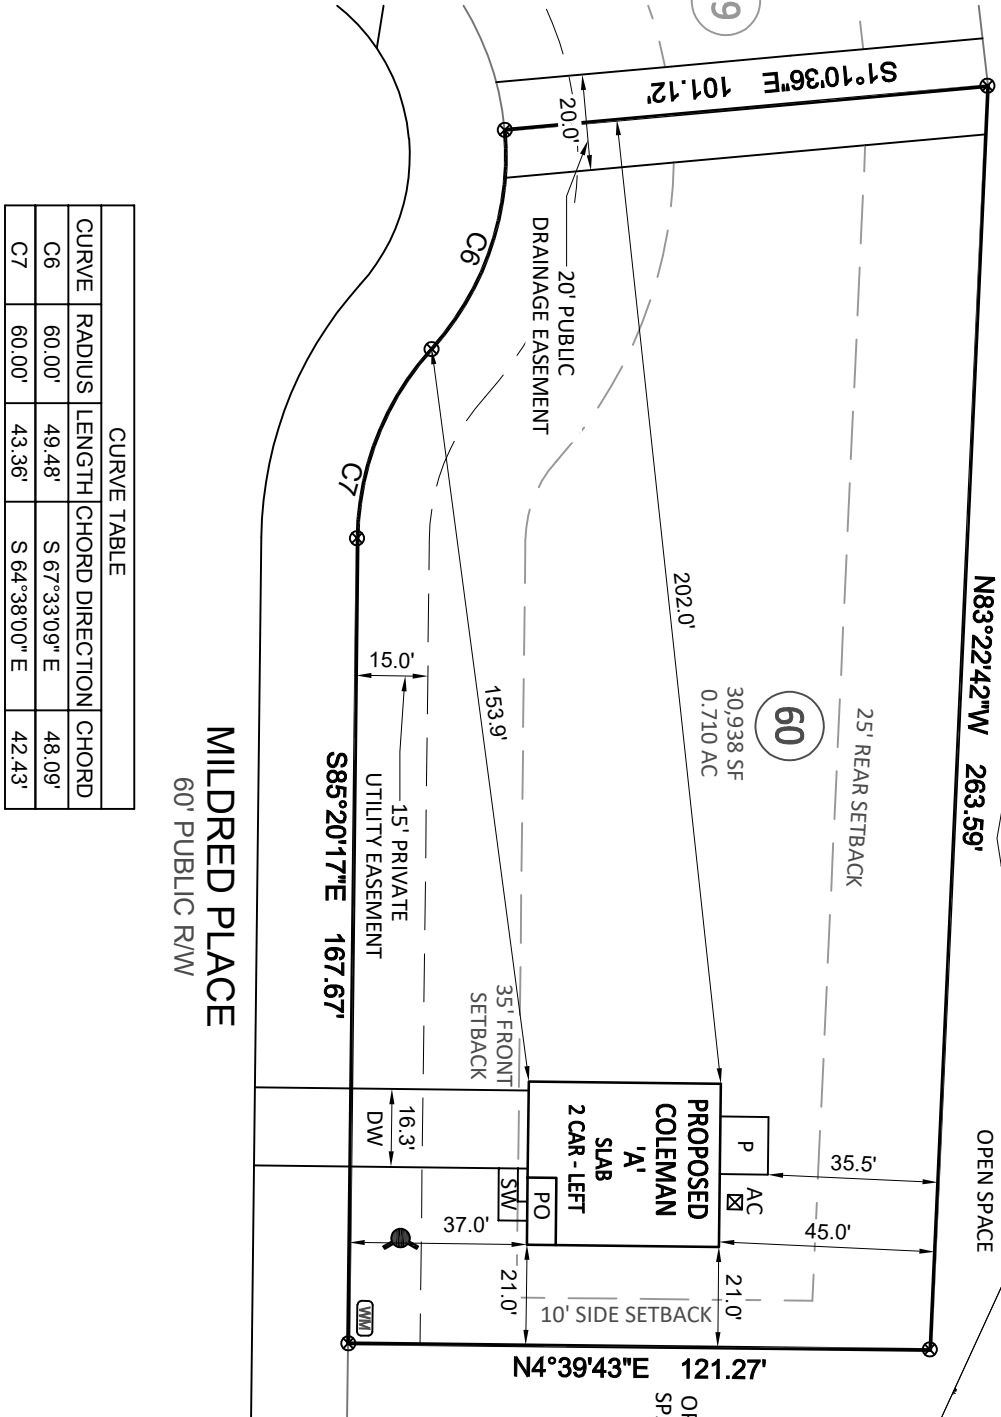 9
S1°10'36"E 101.12'
20.0'
20' PUBLIC
DRAINAGE EASEMENT
C6
C7
202.0'
153.9'
N83°22'42"W 263.59'
25' REAR SETBACK
60
30,938 SF
0.710 AC
15.0'
15' PRIVATE
UTILITY EASEMENT
S85°20'17"E 167.67'
35' FRONT
SETBACK
MILDRED PLACE
60' PUBLIC R/W
OPEN SPACE
PROPOSED
COLEMAN
'A'
SLAB
2 CAR - LEFT
P
AC
PO
SW
16.3'
DW
35.5'
45.0'
37.0'
21.0'
21.0'
10' SIDE SETBACK
WM
N4°39'43"E 121.27'
CURVE TABLE
CURVE RADIUS LENGTH CHORD DIRECTION CHORD
C6 60.00' 49.48' S 67°33'09" E 48.09'
C7 60.00' 43.36' S 64°38'00" E 42.43'